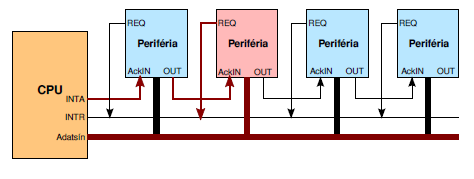 REQ
REQ
REQ
REQ
Periféria
Periféria
Periféria
Periféria
AckIN OUT
AckIN OUT
AckIN OUT
AckIN OUT
CPU
INTA
INTR
Adatsín